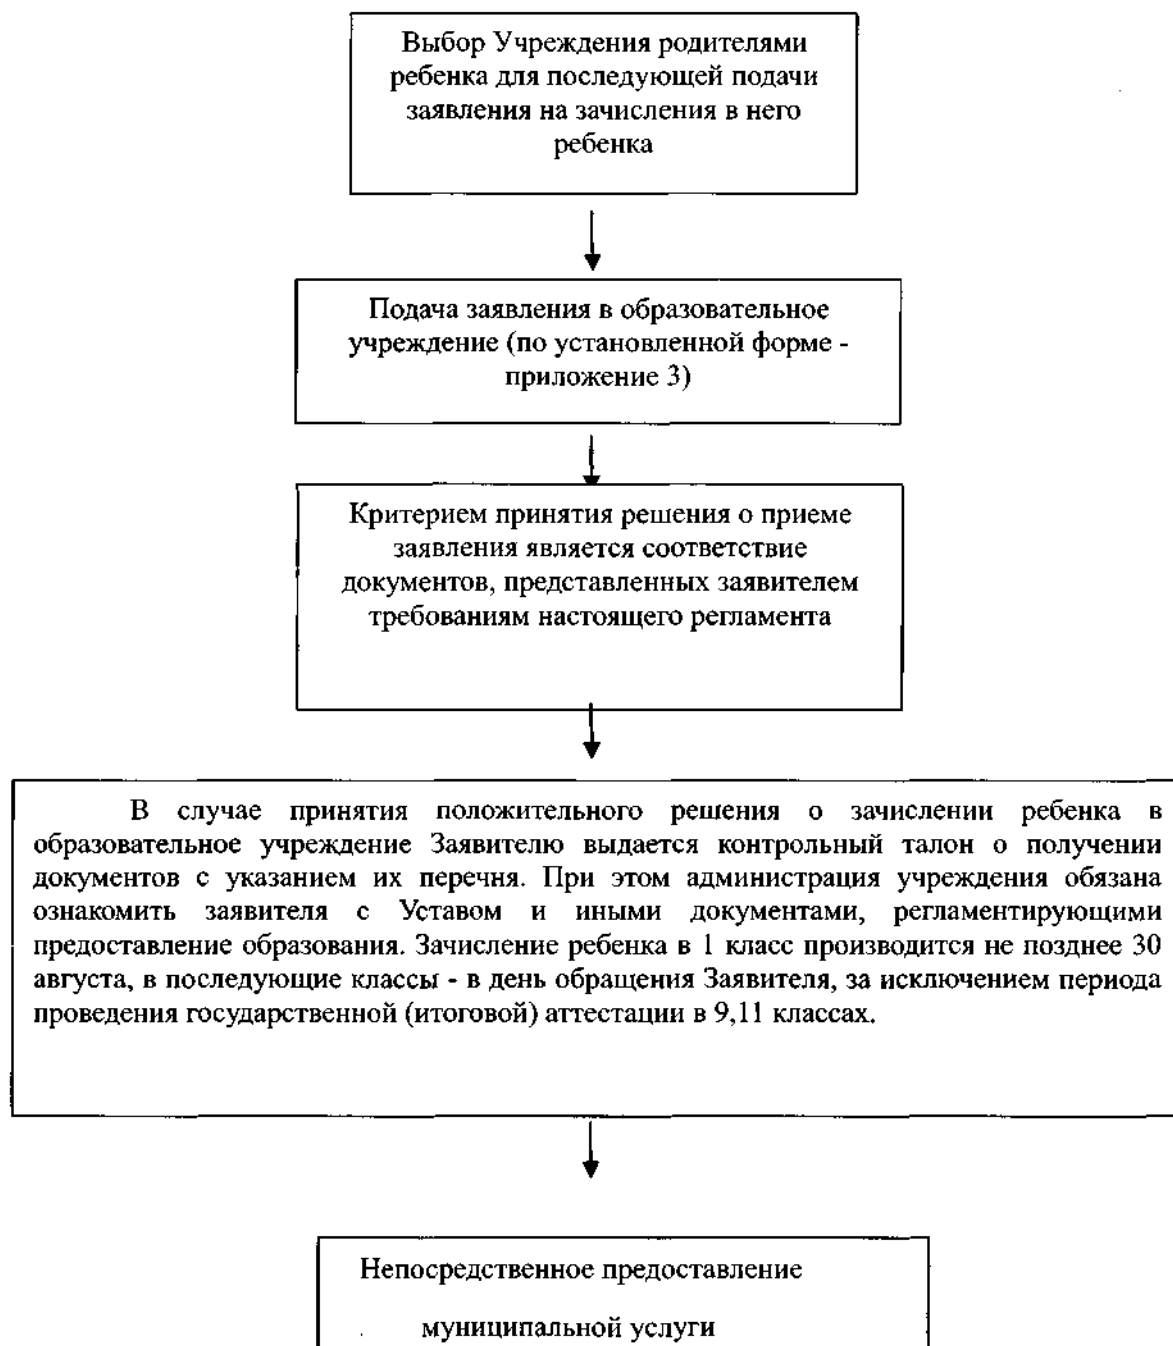 Выбор Учреждения родителями
ребенка для последующей подачи
заявления на зачисления в него
ребенка
Подача заявления в образовательное
учреждение (по установленной форме -
приложение 3)
Критерием принятия решения о приеме
заявления является соответствие
документов, представленных заявителем
требованиям настоящего регламента
В случае принятия положительного решения о зачислении ребенка в
образовательное учреждение Заявителю выдается контрольный талон о получении
документов с указанием их перечня. При этом администрация учреждения обязана
ознакомить заявителя с Уставом и иными документами, регламентирующими
предоставление образования. Зачисление ребенка в 1 класс производится не позднее 30
августа, в последующие классы - в день обращения Заявителя, за исключением периода
проведения государственной (итоговой) аттестации в 9,11 классах.
Непосредственное предоставление
муниципальной услуги